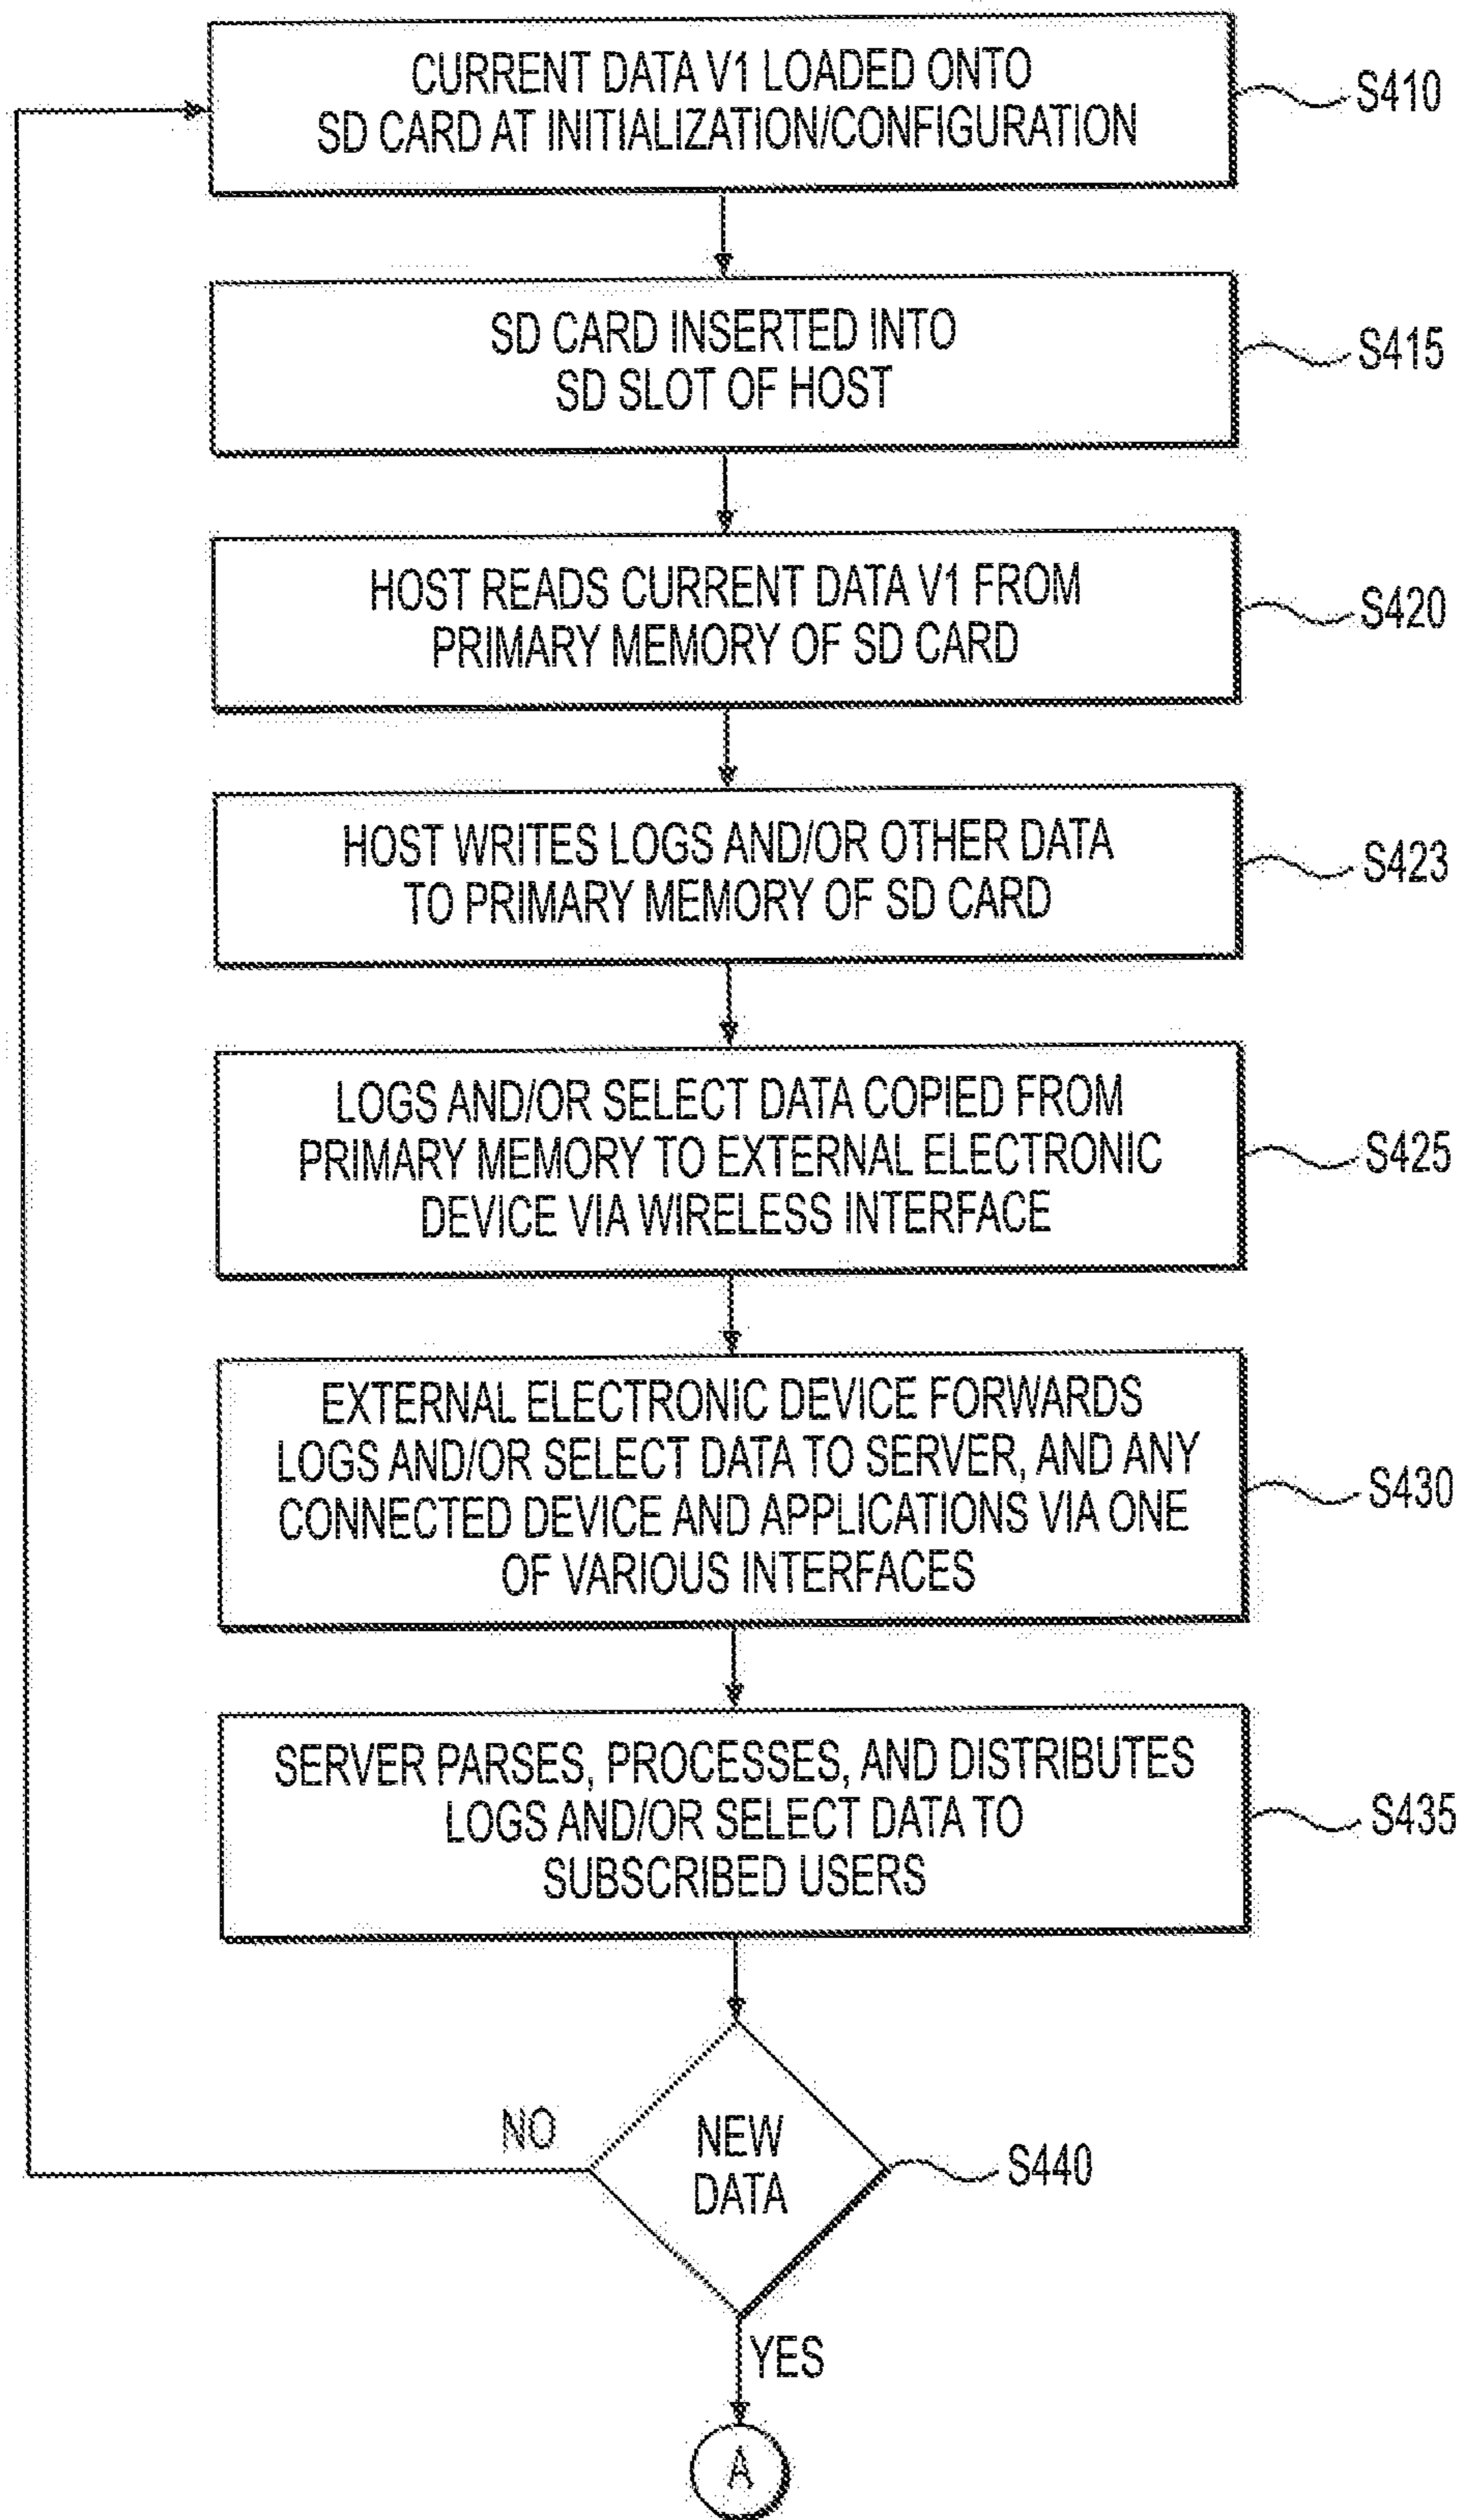 CURRENT DATA V1 LOADED ONTO
SD CARD AT INITIALIZATION/CONFIGURATION
S410
SD CARD INSERTED INTO
SD SLOT OF HOST
S415
HOST READS CURRENT DATA V1 FROM
PRIMARY MEMORY OF SD CARD
S420
HOST WRITES LOGS AND/OR OTHER DATA
TO PRIMARY MEMORY OF SD CARD
S423
LOGS AND/OR SELECT DATA COPIED FROM
PRIMARY MEMORY TO EXTERNAL ELECTRONIC
DEVICE VIA WIRELESS INTERFACE
S425
EXTERNAL ELECTRONIC DEVICE FORWARDS
LOGS AND/OR SELECT DATA TO SERVER, AND ANY
CONNECTED DEVICE AND APPLICATIONS VIA ONE
OF VARIOUS INTERFACES
S430
SERVER PARSES, PROCESSES, AND DISTRIBUTES
LOGS AND/OR SELECT DATA TO
SUBSCRIBED USERS
S435
NO
NEW
DATA
S440
YES
A